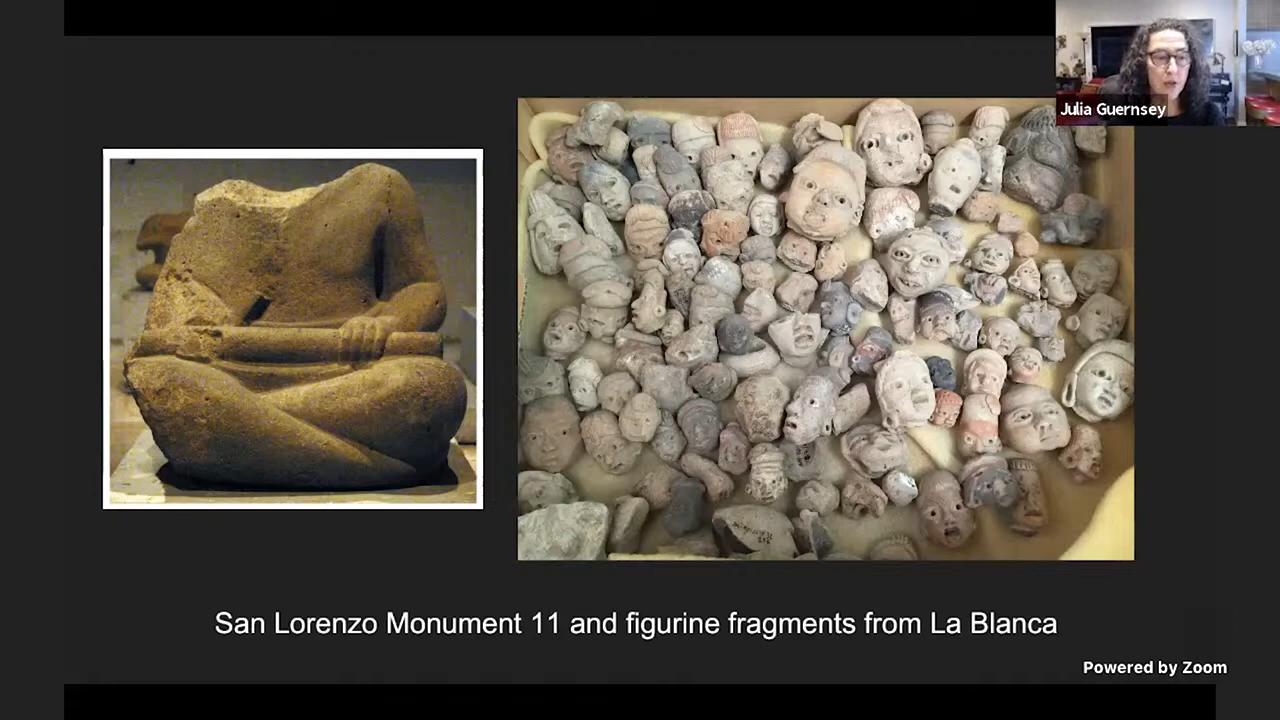 Julia Guernsey
San Lorenzo Monument 11 and figurine fragments from La Blanca
Powered by Zoom